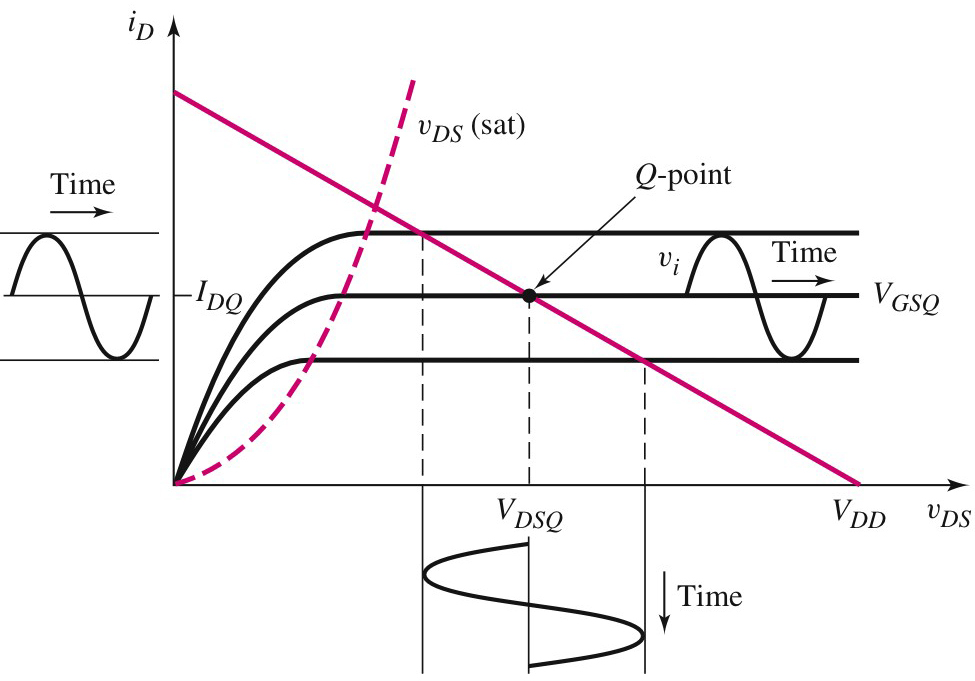 i_D
v_DS (sat)
Q-point
Time
v_i
Time
I_DQ
V_GSQ
V_DSQ
V_DD
v_DS
Time